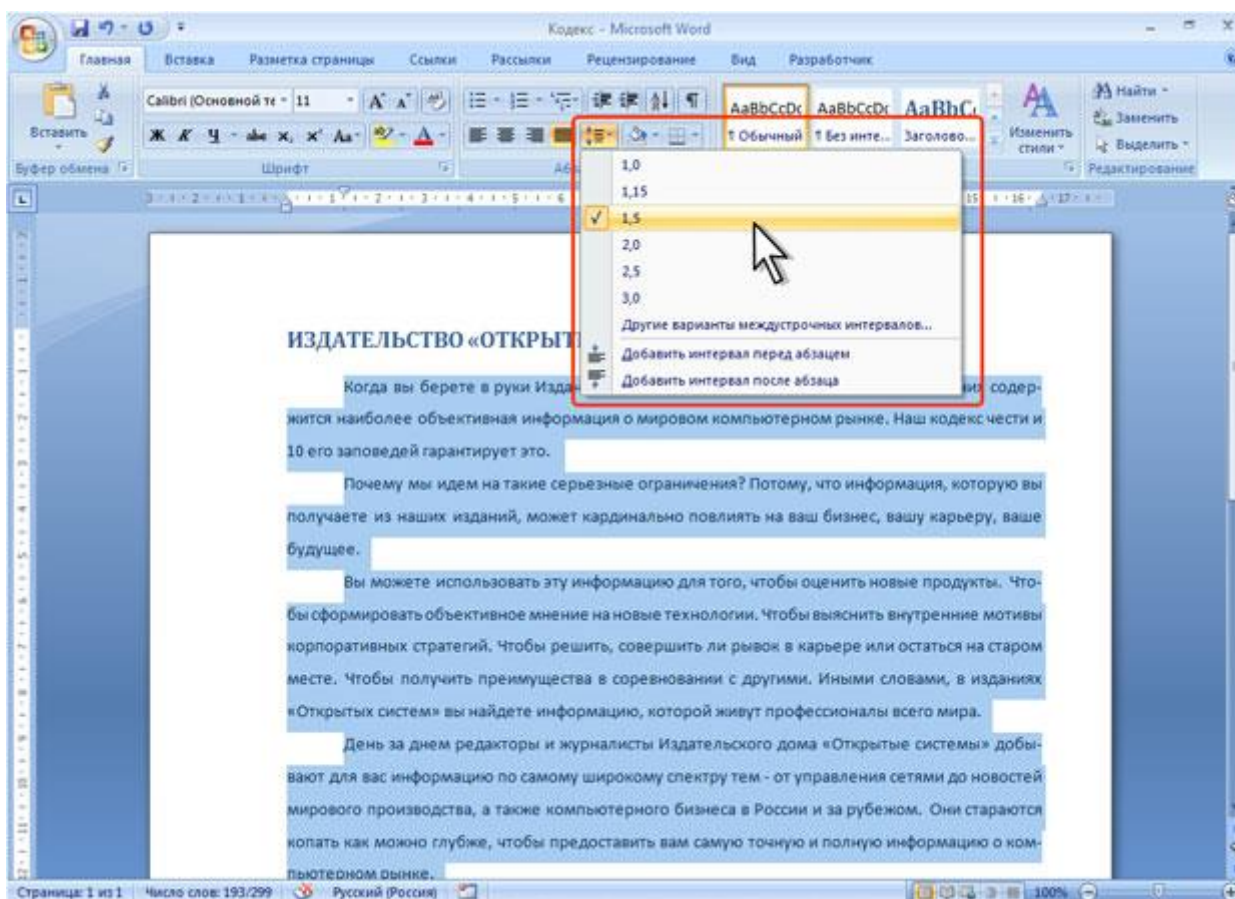 Кодекс - Microsoft Word
Главная Вставка Разметка страницы Ссылки Рассылки Рецензирование Вид Разработчик
Вставить
Calibri (Основной те 11
Ж К Ч abe x, x' Aa
AaBbCcDc AaBbCcDc AaBbC
¶ Обычный ¶ Без инте... Заголово...
Изменить стили
Найти
Заменить
Выделить
Буфер обмена Шрифт Редактирование
1,0
1,15
1,5
2,0
2,5
3,0
Другие варианты междустрочных интервалов...
Добавить интервал перед абзацем
Добавить интервал после абзаца
ИЗДАТЕЛЬСТВО «ОТКРЫТ
Когда вы берете в руки Изда содер-
жится наиболее объективная информация о мировом компьютерном рынке. Наш кодекс чести и
10 его заповедей гарантирует это.
Почему мы идем на такие серьезные ограничения? Потому, что информация, которую вы
получаете из наших изданий, может кардинально повлиять на ваш бизнес, вашу карьеру, ваше
будущее.
Вы можете использовать эту информацию для того, чтобы оценить новые продукты. Что-
бы сформировать объективное мнение на новые технологии. Чтобы выяснить внутренние мотивы
корпоративных стратегий. Чтобы решить, совершить ли рывок в карьере или остаться на старом
месте. Чтобы получить преимущества в соревновании с другими. Иными словами, в изданиях
«Открытых систем» вы найдете информацию, которой живут профессионалы всего мира.
День за днем редакторы и журналисты Издательского дома «Открытые системы» добы-
вают для вас информацию по самому широкому спектру тем - от управления сетями до новостей
мирового производства, а также компьютерного бизнеса в России и за рубежом. Они стараются
копать как можно глубже, чтобы предоставить вам самую точную и полную информацию о ком-
пьютерном рынке.
Страница: 1 из 1 Число слов: 193/299 Русский (Россия) 100%